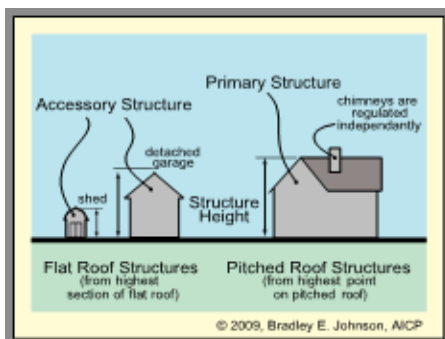 Primary Structure
Accessory Structure
chimneys are
regulated
independantly
detached
garage
shed
Structure
Height
Flat Roof Structures
(from highest
section of flat roof)
Pitched Roof Structures
(from highest point
on pitched roof)
© 2009, Bradley E. Johnson, AICP